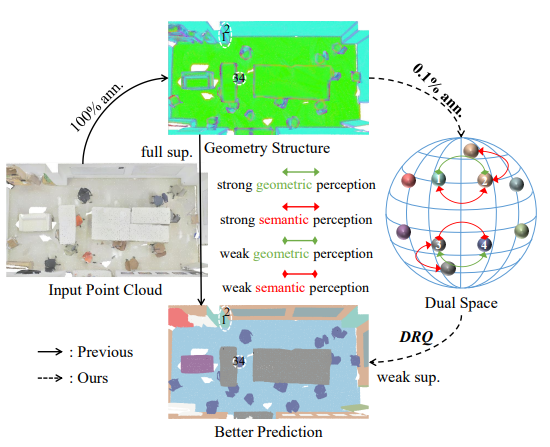 2
1
34
100% ann.
0.1% ann.
full sup.
Geometry Structure
strong geometric perception
strong semantic perception
weak geometric perception
weak semantic perception
1
2
3
4
Input Point Cloud
Dual Space
2
1
34
DRQ
weak sup.
→ : Previous
⇢ : Ours
Better Prediction